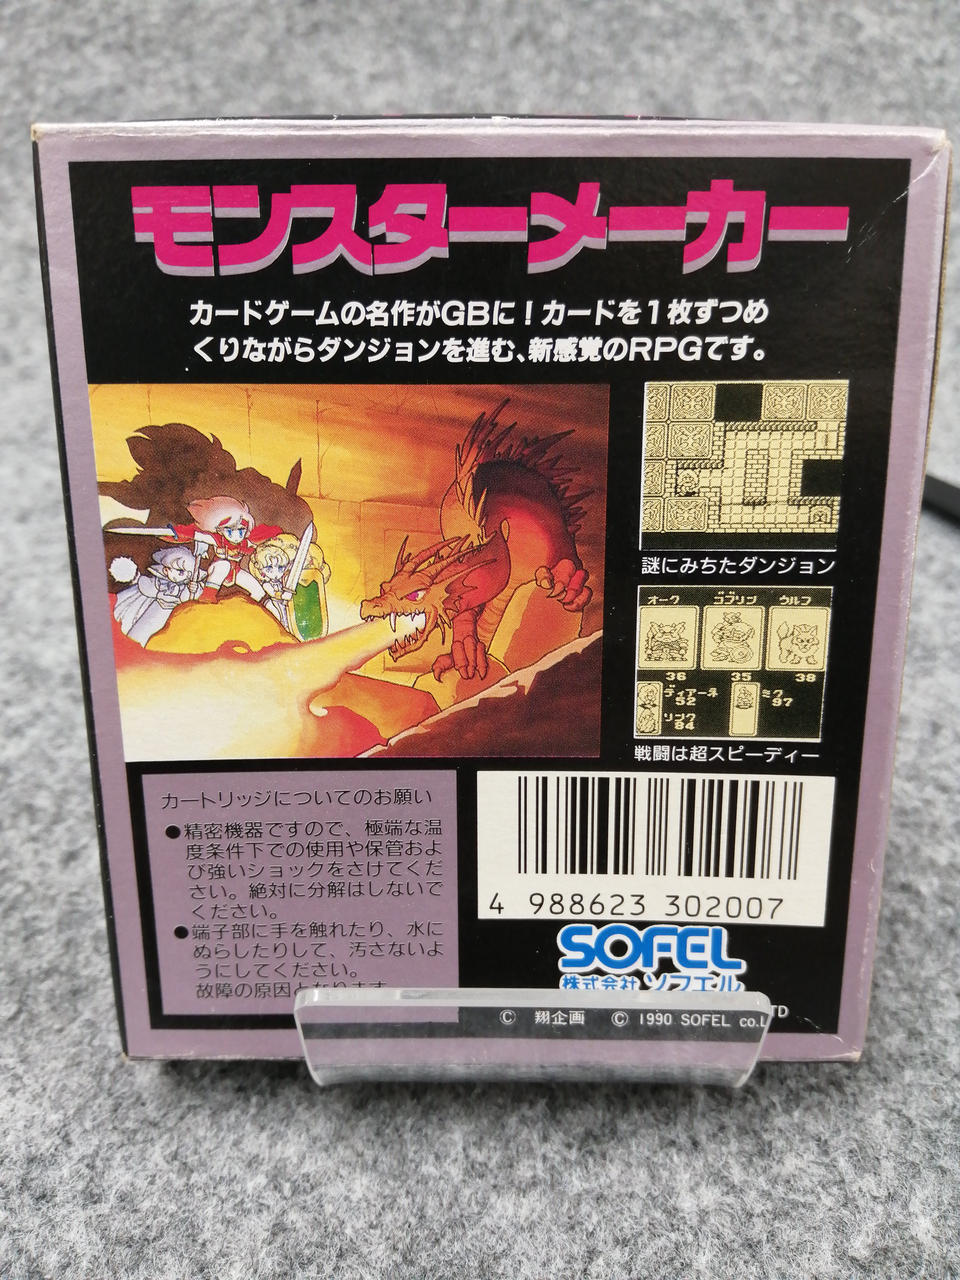 モンスターメーカー
カードゲームの名作がGBに！カードを1枚ずつめ
くりながらダンジョンを進む、新感覚のRPGです。
謎にみちたダンジョン
オーク ゴブリン ウルフ
36 35 38
ディアーネ ミク
52 97
リンク
84
戦闘は超スピーディー
カートリッジについてのお願い
●精密機器ですので、極端な温
度条件下での使用や保管およ
び強いショックをさけてくだ
さい。絶対に分解はしないで
ください。
●端子部に手を触れたり、水に
ぬらしたりして、汚さないよ
うにしてください。
故障の原因となります
4 988623 302007
SOFEL
株式会社 ソフエル
© 翔企画 © 1990 SOFEL co.LTD